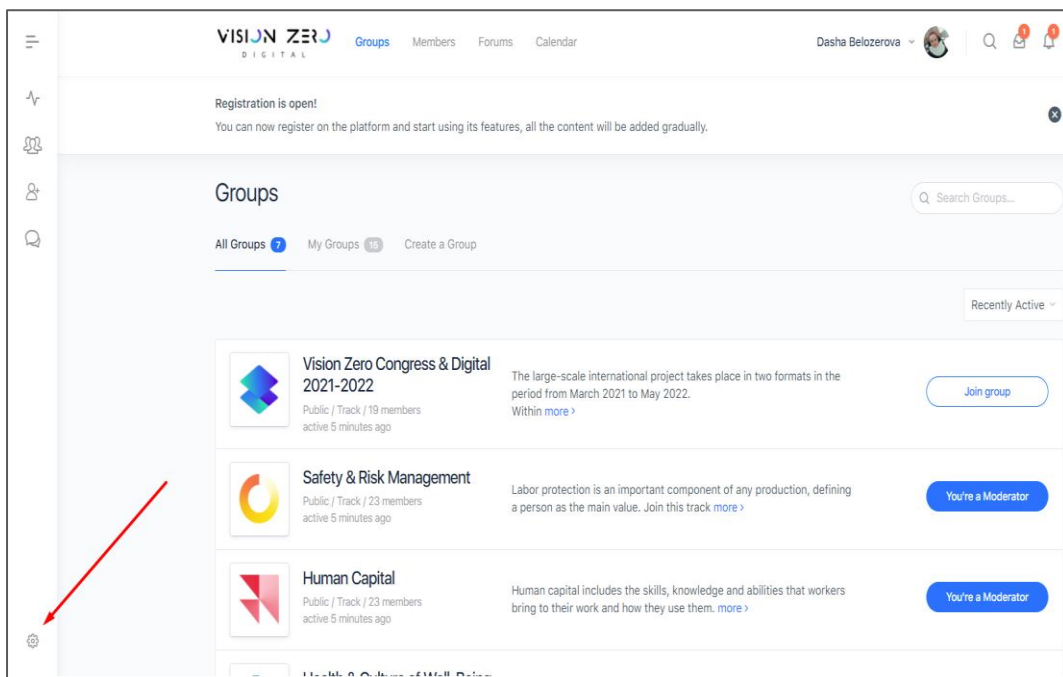 VISION ZERO
DIGITAL
Groups Members Forums Calendar
Dasha Belozerova
1 1
Registration is open!
You can now register on the platform and start using its features, all the content will be added gradually.
Groups
Search Groups...
All Groups 7 My Groups 15 Create a Group
Recently Active
Vision Zero Congress & Digital
2021-2022
Public / Track / 19 members
active 5 minutes ago
The large-scale international project takes place in two formats in the
period from March 2021 to May 2022.
Within more ›
Join group
Safety & Risk Management
Public / Track / 23 members
active 5 minutes ago
Labor protection is an important component of any production, defining
a person as the main value. Join this track more ›
You're a Moderator
Human Capital
Public / Track / 23 members
active 5 minutes ago
Human capital includes the skills, knowledge and abilities that workers
bring to their work and how they use them. more ›
You're a Moderator
Health & Culture of Well-Being